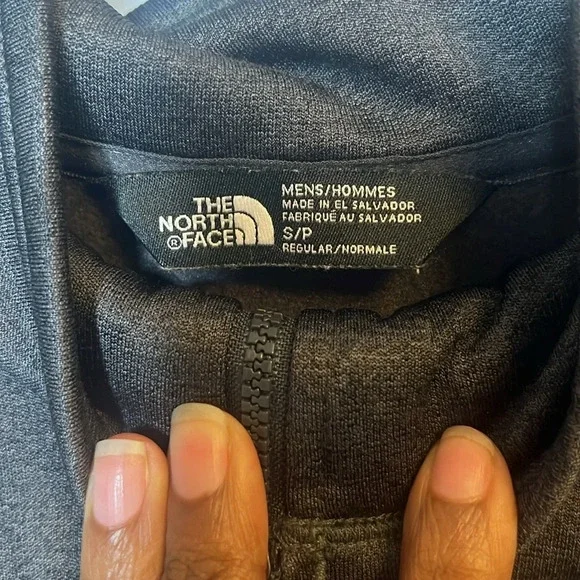 THE
NORTH
®FACE
MENS/HOMMES
MADE IN EL SALVADOR
FABRIQUÉ AU SALVADOR
S/P
REGULAR/NORMALE